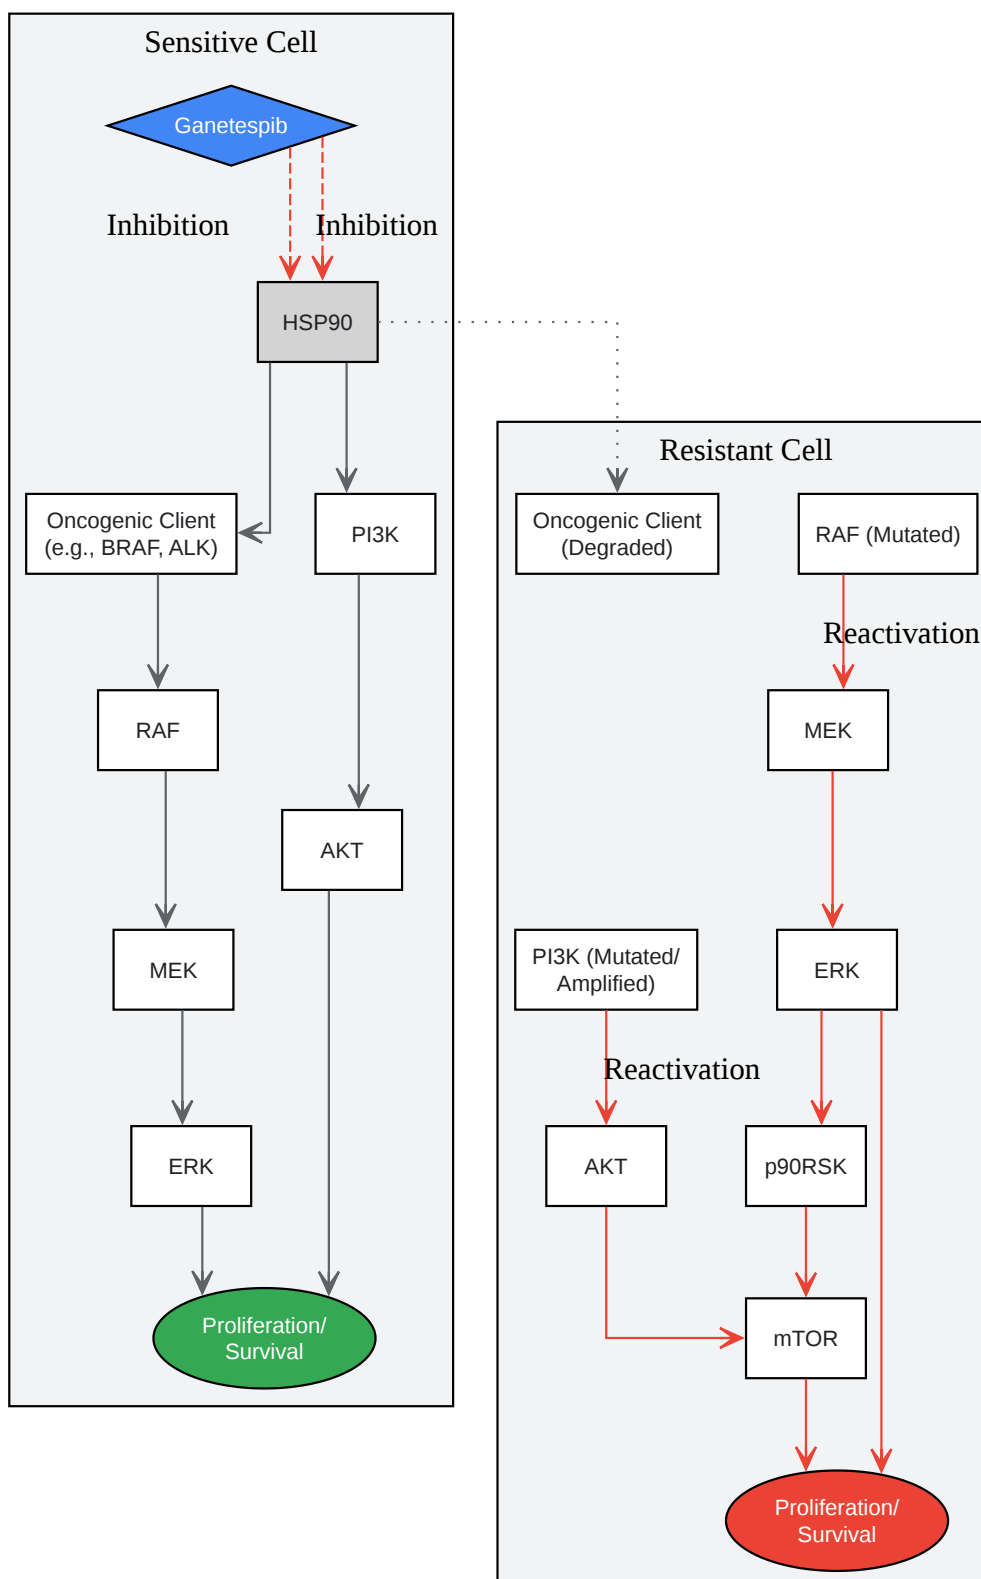 Sensitive Cell
Ganetespib
Inhibition
Inhibition
HSP90
Oncogenic Client
(e.g., BRAF, ALK)
PI3K
RAF
AKT
MEK
ERK
Proliferation/
Survival
Resistant Cell
Oncogenic Client
(Degraded)
RAF (Mutated)
Reactivation
MEK
PI3K (Mutated/
Amplified)
ERK
Reactivation
AKT
p90RSK
mTOR
Proliferation/
Survival